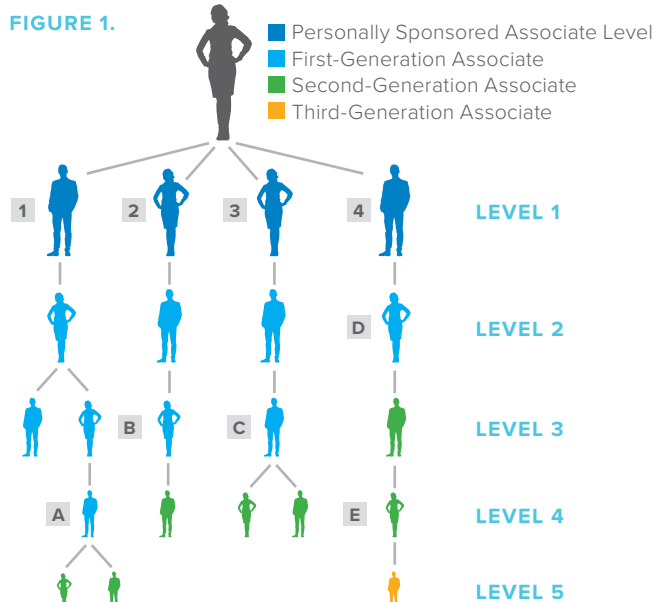 FIGURE 1.
Personally Sponsored Associate Level
First-Generation Associate
Second-Generation Associate
Third-Generation Associate
1 2 3 4 LEVEL 1
D LEVEL 2
B C LEVEL 3
A E LEVEL 4
LEVEL 5